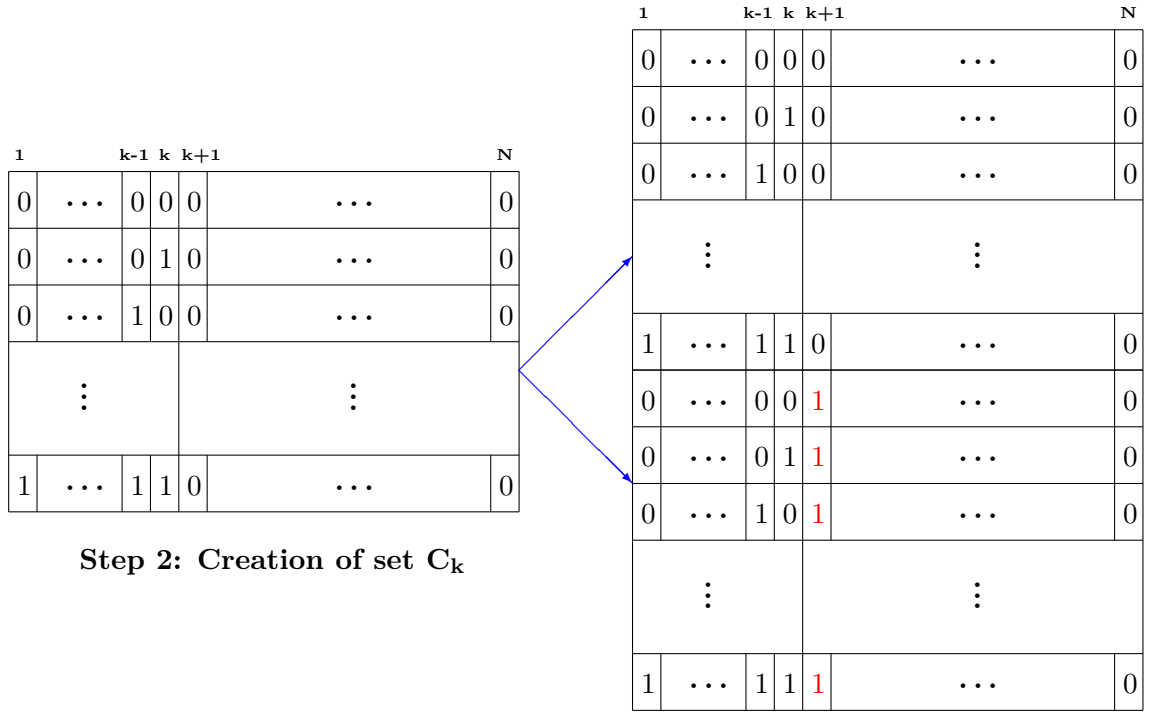 1 k-1 k k+1 N
0 ... 0 0 0 ... 0
0 ... 0 1 0 ... 0
0 ... 1 0 0 ... 0
⋮ ⋮
1 ... 1 1 0 ... 0
Step 2: Creation of set C_k
1 k-1 k k+1 N
0 ... 0 0 0 ... 0
0 ... 0 1 0 ... 0
0 ... 1 0 0 ... 0
⋮ ⋮
1 ... 1 1 0 ... 0
0 ... 0 0 1 ... 0
0 ... 0 1 1 ... 0
0 ... 1 0 1 ... 0
⋮ ⋮
1 ... 1 1 1 ... 0